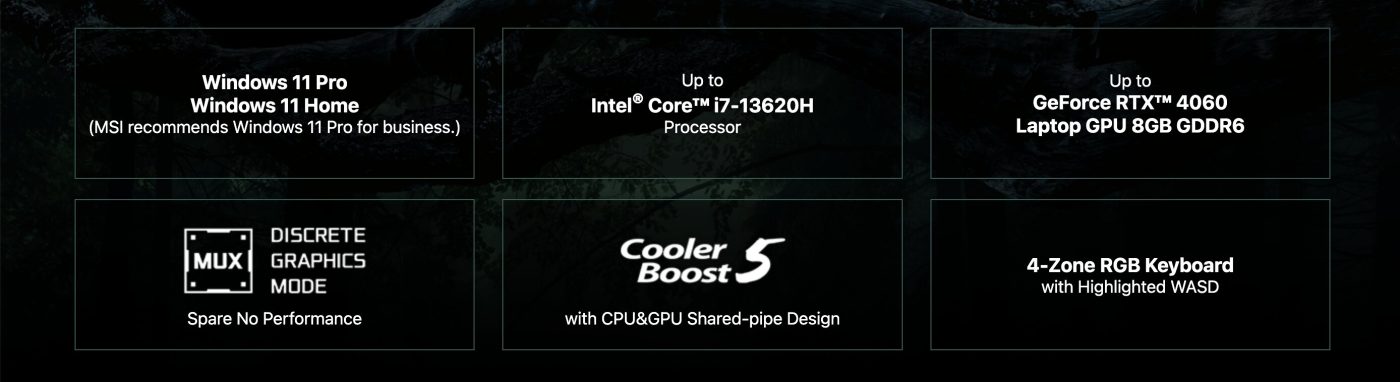 Windows 11 Pro
Windows 11 Home
(MSI recommends Windows 11 Pro for business.)
Up to
Intel® Core™ i7-13620H
Processor
Up to
GeForce RTX™ 4060
Laptop GPU 8GB GDDR6
MUX
DISCRETE
GRAPHICS
MODE
Spare No Performance
Cooler
Boost 5
with CPU&GPU Shared-pipe Design
4-Zone RGB Keyboard
with Highlighted WASD